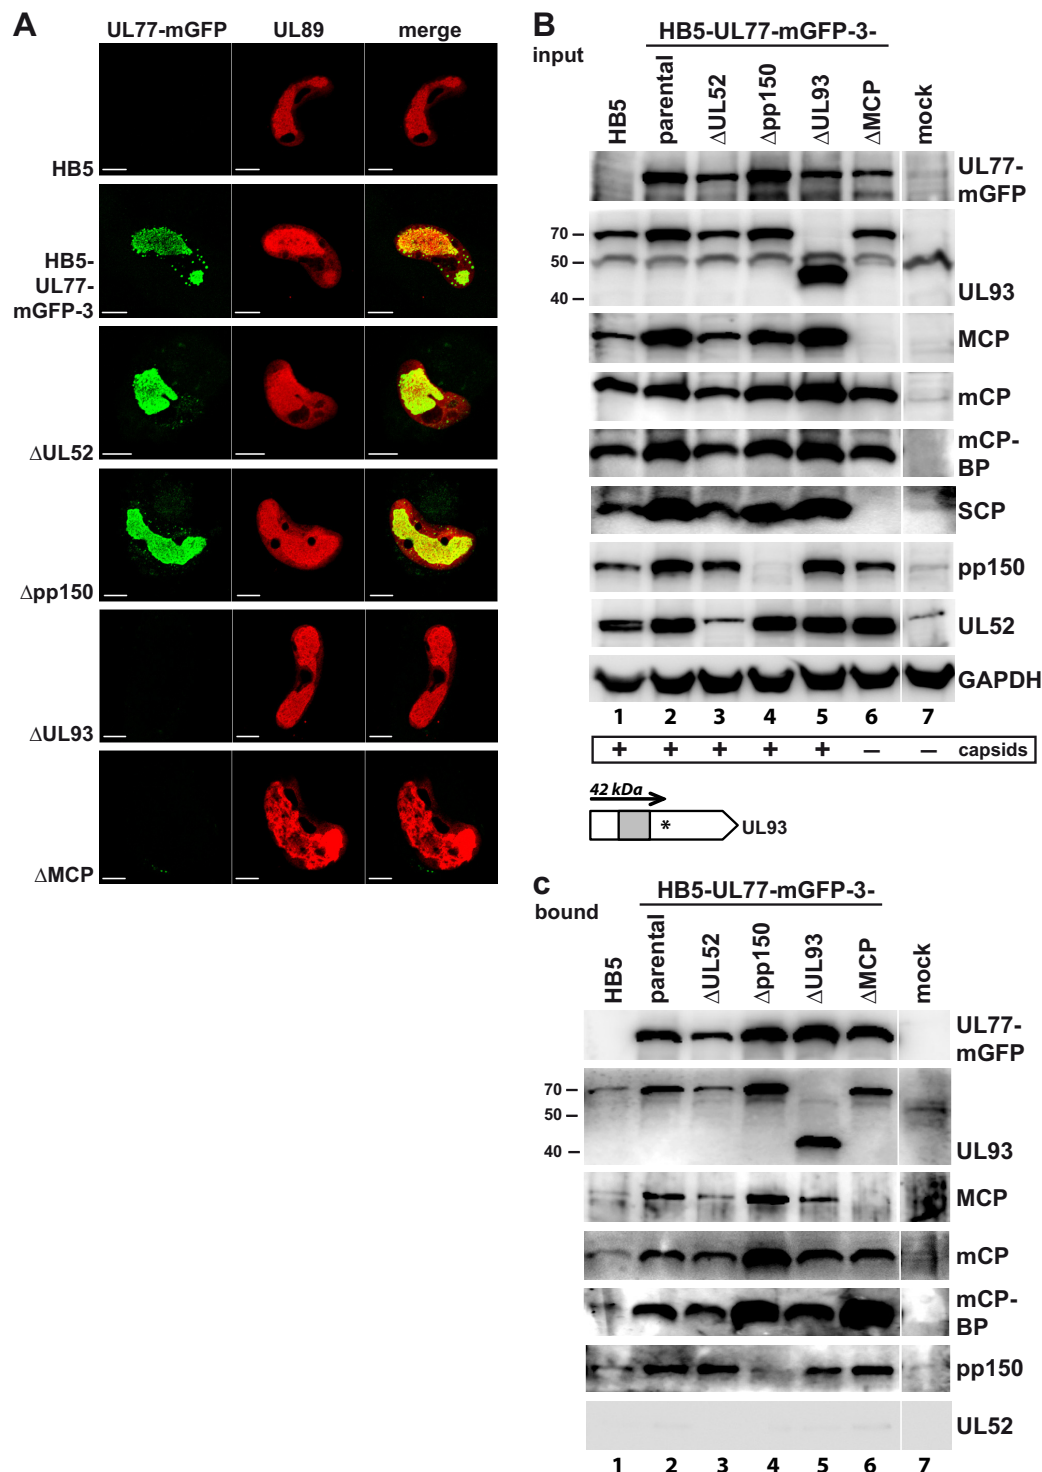 A
UL77-mGFP UL89 merge
HB5
HB5-
UL77-
mGFP-3
ΔUL52
Δpp150
ΔUL93
ΔMCP
B
input
HB5-UL77-mGFP-3-
HB5 parental ΔUL52 Δpp150 ΔUL93 ΔMCP mock
UL77-
mGFP
70
50
40
UL93
MCP
mCP
mCP-
BP
SCP
pp150
UL52
GAPDH
1 2 3 4 5 6 7
+ + + + + – – capsids
42 kDa
* UL93
c
bound
HB5-UL77-mGFP-3-
HB5 parental ΔUL52 Δpp150 ΔUL93 ΔMCP mock
UL77-
mGFP
70
50
40
UL93
MCP
mCP
mCP-
BP
pp150
UL52
1 2 3 4 5 6 7